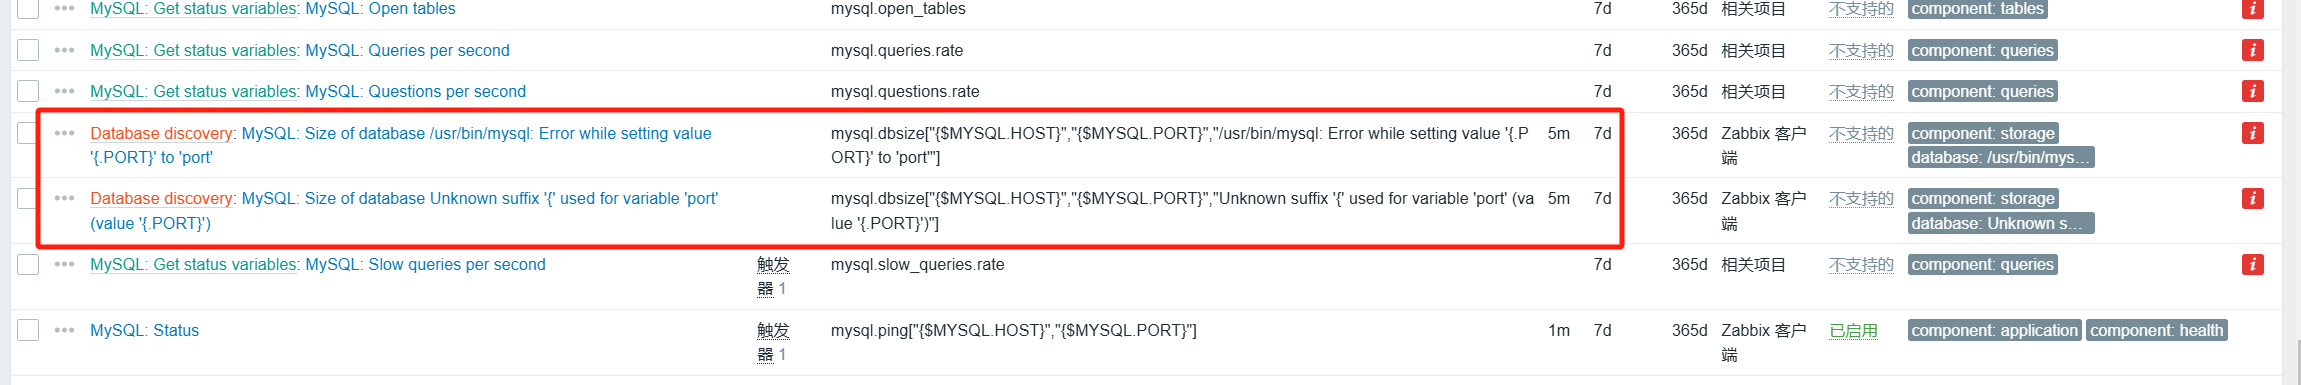 MySQL: Get status variables: MySQL: Open tables mysql.open_tables 7d 365d 相关项目 不支持的 component: tables i
MySQL: Get status variables: MySQL: Queries per second mysql.queries.rate 7d 365d 相关项目 不支持的 component: queries i
MySQL: Get status variables: MySQL: Questions per second mysql.questions.rate 7d 365d 相关项目 不支持的 component: queries i
Database discovery: MySQL: Size of database /usr/bin/mysql: Error while setting value mysql.dbsize["{$MYSQL.HOST}","{$MYSQL.PORT}","/usr/bin/mysql: Error while setting value '{.P 5m 7d 365d Zabbix 客户 不支持的 component: storage i
'{.PORT}' to 'port' ORT}' to 'port'"] 端 database: /usr/bin/mys...
Database discovery: MySQL: Size of database Unknown suffix '{' used for variable 'port' mysql.dbsize["{$MYSQL.HOST}","{$MYSQL.PORT}","Unknown suffix '{' used for variable 'port' (va 5m 7d 365d Zabbix 客户 不支持的 component: storage i
(value '{.PORT}') lue '{.PORT}')"] 端 database: Unknown s...
MySQL: Get status variables: MySQL: Slow queries per second 触发 mysql.slow_queries.rate 7d 365d 相关项目 不支持的 component: queries i
器 1
MySQL: Status 触发 mysql.ping["{$MYSQL.HOST}","{$MYSQL.PORT}"] 1m 7d 365d Zabbix 客户 已启用 component: application component: health
器 1 端